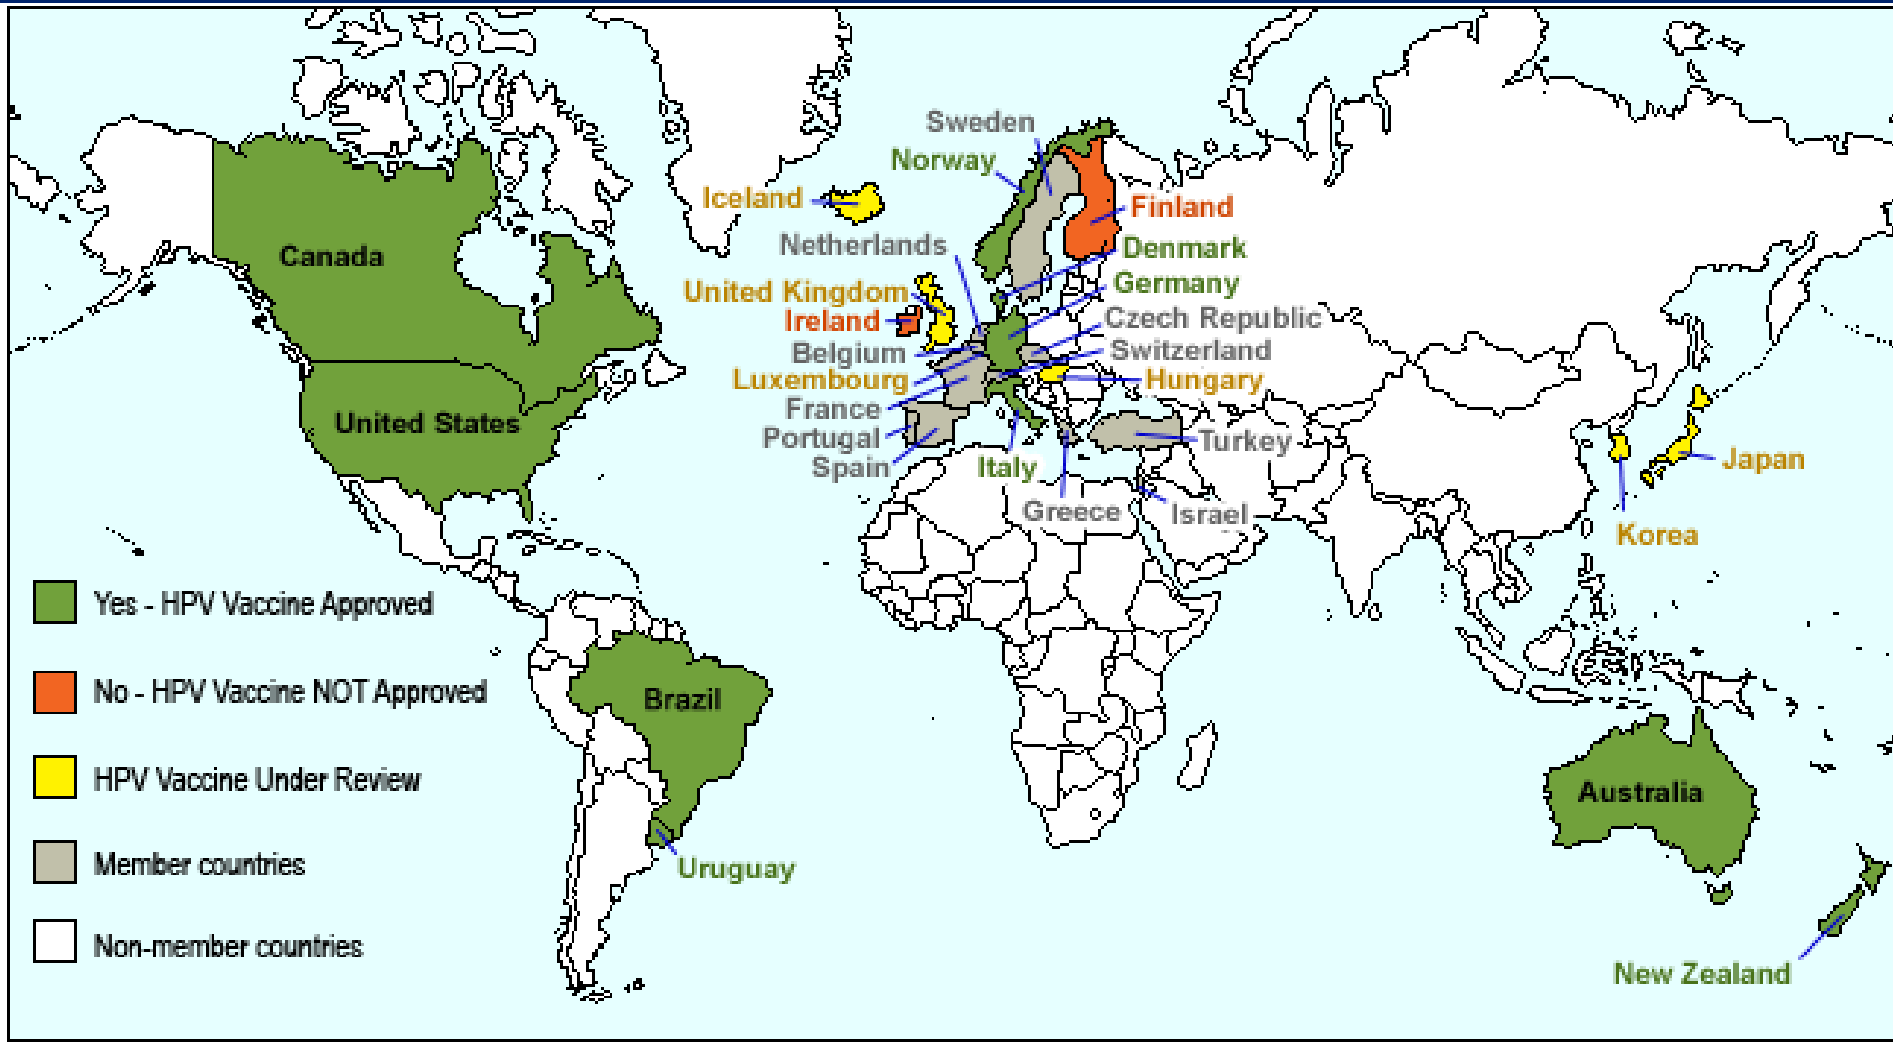 Sweden
Norway
Iceland
Finland
Netherlands
Denmark
Canada
Germany
United Kingdom
Ireland
Czech Republic
Belgium
Switzerland
Luxembourg
Hungary
France
United States
Portugal
Turkey
Spain
Italy
Japan
Greece
Israel
Korea
Yes - HPV Vaccine Approved
No - HPV Vaccine NOT Approved
Brazil
HPV Vaccine Under Review
Australia
Member countries
Uruguay
Non-member countries
New Zealand